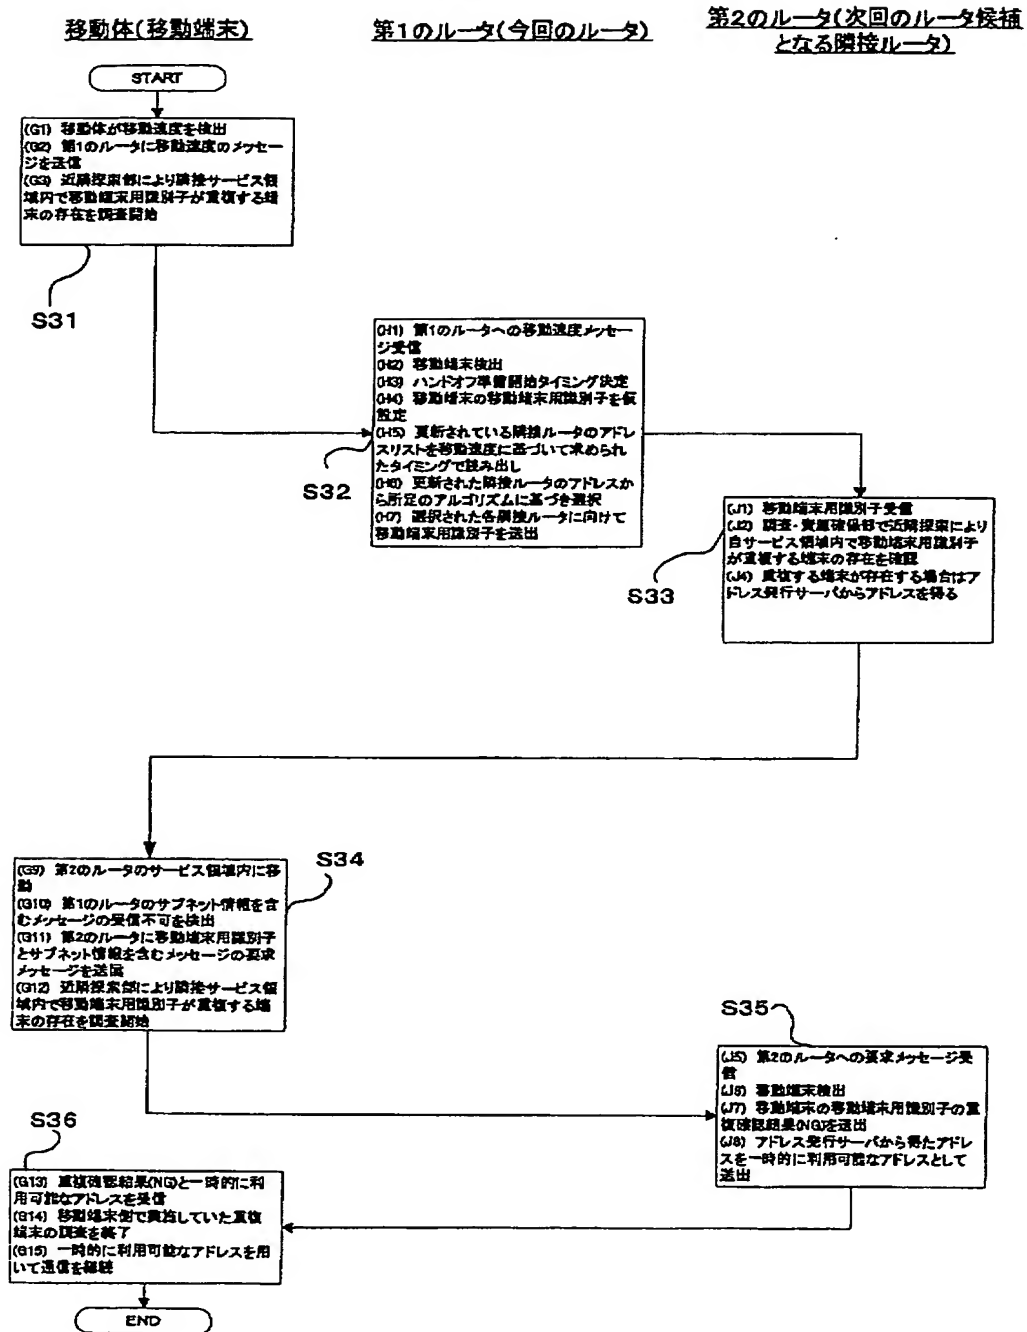 移動体(移動端末)
第1のルータ(今回のルータ)
第2のルータ(次回のルータ候補
となる隣接ルータ)
START
(G1) 移動体が移動速度を検出
(G2) 第1のルータに移動速度のメッセー
ジを送信
(G3) 近隣探索部により隣接サービス領
域内で移動端末用識別子が重複する端
末の存在を調査開始
S31
(H1) 第1のルータへの移動速度メッセー
ジ受信
(H2) 移動端末検出
(H3) ハンドオフ準備開始タイミング決定
(H4) 移動端末の移動端末用識別子を仮
設定
(H5) 更新されている隣接ルータのアドレ
スリストを移動速度に基づいて求められ
たタイミングで読み出し
(H6) 更新された隣接ルータのアドレス
から所定のアルゴリズムに基づき選択
(H7) 選択された各隣接ルータに向けて
移動端末用識別子を送出
S32
(J1) 移動端末用識別子受信
(J2) 調査・資源確保部で近隣探索により
自サービス領域内で移動端末用識別子
が重複する端末の存在を確認
(J4) 重複する端末が存在する場合はア
ドレス発行サーバからアドレスを得る
S33
(G9) 第2のルータのサービス領域内に移
動
(G10) 第1のルータのサブネット情報を含
むメッセージの受信不可を検出
(G11) 第2のルータに移動端末用識別子
とサブネット情報を含むメッセージの要求
メッセージを送信
(G12) 近隣探索部により隣接サービス領
域内で移動端末用識別子が重複する端
末の存在を調査開始
S34
S35
(J5) 第2のルータへの要求メッセージ受
信
(J6) 移動端末検出
(J7) 移動端末の移動端末用識別子の重
複確認結果(NG)を送出
(J8) アドレス発行サーバから得たアドレ
スを一時的に利用可能なアドレスとして
送出
S36
(G13) 重複確認結果(NG)と一時的に利
用可能なアドレスを受信
(G14) 移動端末側で実施していた重複
端末の調査を終了
(G15) 一時的に利用可能なアドレスを用
いて通信を継続
END